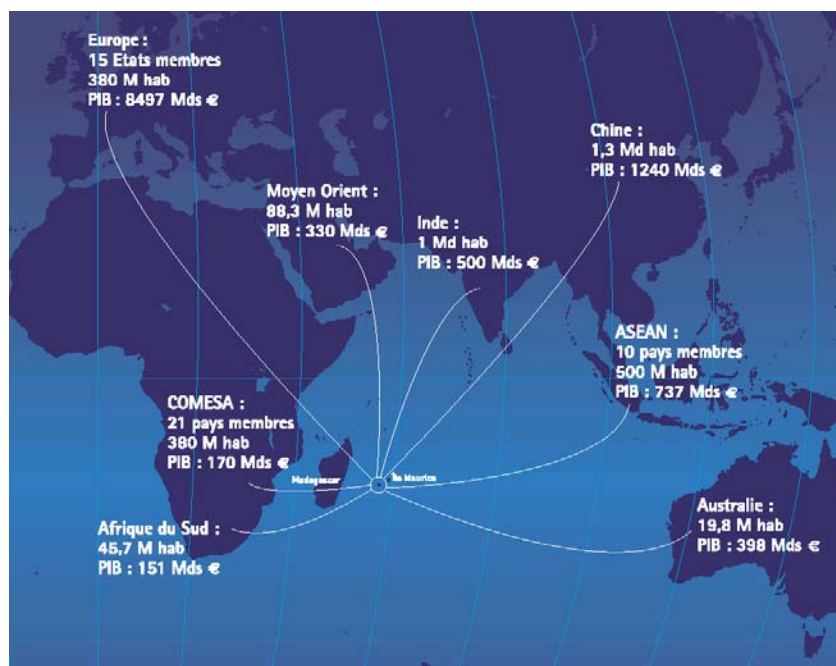 Europe :
15 Etats membres
380 M hab
PIB : 8497 Mds €
Chine :
1,3 Md hab
PIB : 1240 Mds €
Moyen Orient :
88,3 M hab
PIB : 330 Mds €
Inde :
1 Md hab
PIB : 500 Mds €
ASEAN :
10 pays membres
500 M hab
PIB : 737 Mds €
COMESA :
21 pays membres
380 M hab
PIB : 170 Mds €
Madagascar
Île Maurice
Australie :
19,8 M hab
PIB : 398 Mds €
Afrique du Sud :
45,7 M hab
PIB : 151 Mds €